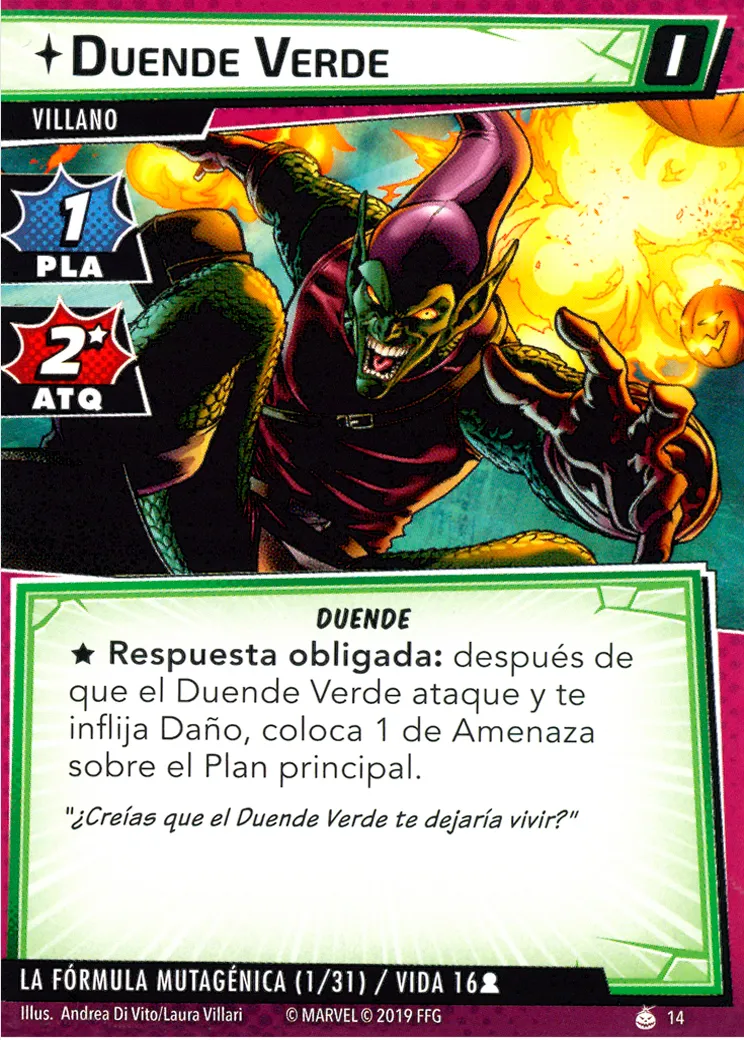 Duende Verde
I
VILLANO
1
PLA
2★
ATQ
DUENDE
★ Respuesta obligada: después de
que el Duende Verde ataque y te
inflija Daño, coloca 1 de Amenaza
sobre el Plan principal.
"¿Creías que el Duende Verde te dejaría vivir?"
LA FÓRMULA MUTAGÉNICA (1/31) / VIDA 16
Illus. Andrea Di Vito/Laura Villari © MARVEL © 2019 FFG 14